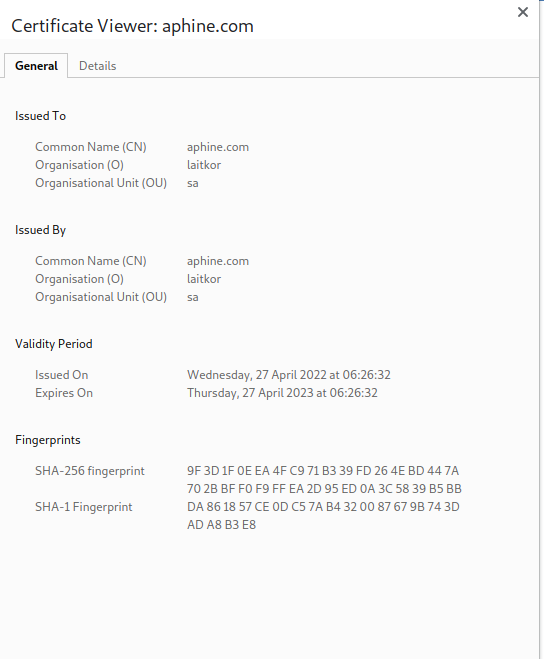 Certificate Viewer: aphine.com
General Details
Issued To
Common Name (CN) aphine.com
Organisation (O) laitkor
Organisational Unit (OU) sa
Issued By
Common Name (CN) aphine.com
Organisation (O) laitkor
Organisational Unit (OU) sa
Validity Period
Issued On Wednesday, 27 April 2022 at 06:26:32
Expires On Thursday, 27 April 2023 at 06:26:32
Fingerprints
SHA-256 fingerprint 9F 3D 1F 0E EA 4F C9 71 B3 39 FD 26 4E BD 44 7A
70 2B BF F0 F9 FF EA 2D 95 ED 0A 3C 58 39 B5 BB
SHA-1 Fingerprint DA 86 18 57 CE 0D C5 7A B4 32 00 87 67 9B 74 3D
AD A8 B3 E8